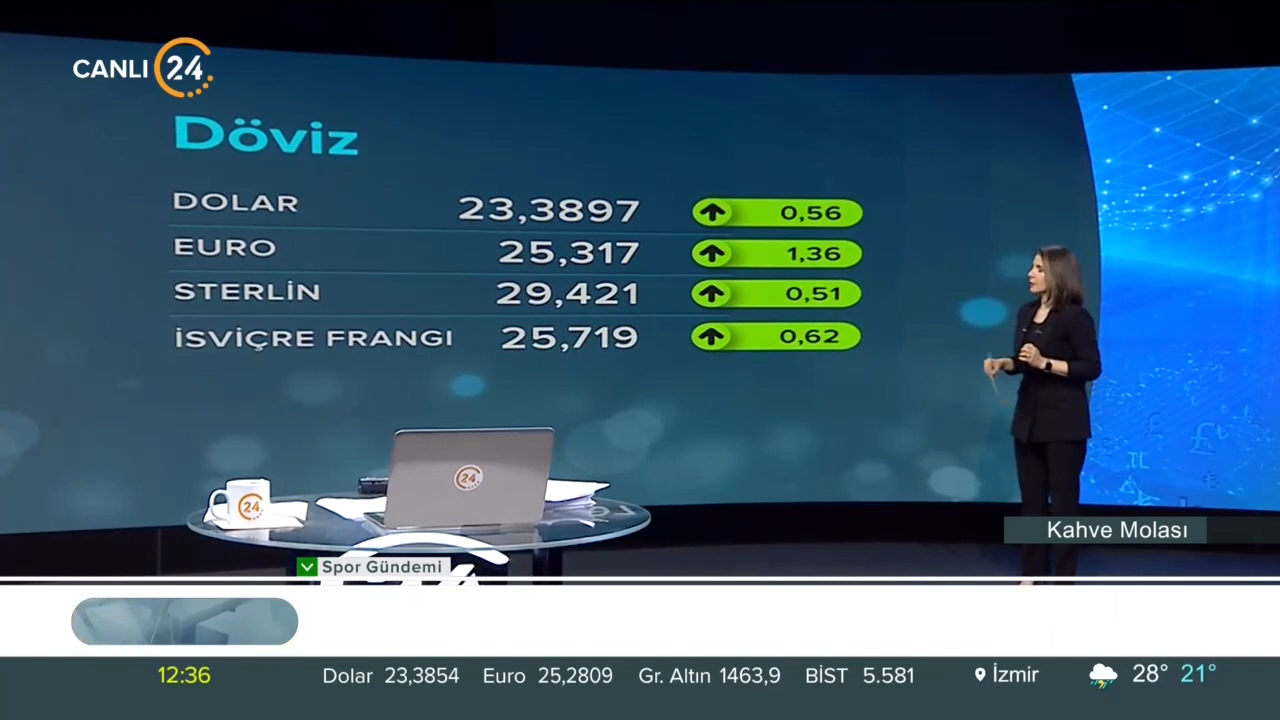 CANLI 24
Döviz
DOLAR 23,3897 0,56
EURO 25,317 1,36
STERLİN 29,421 0,51
İSVİÇRE FRANGI 25,719 0,62
24
24
Kahve Molası
Spor Gündemi
12:36 Dolar 23,3854 Euro 25,2809 Gr. Altın 1463,9 BİST 5.581 İzmir 28° 21°